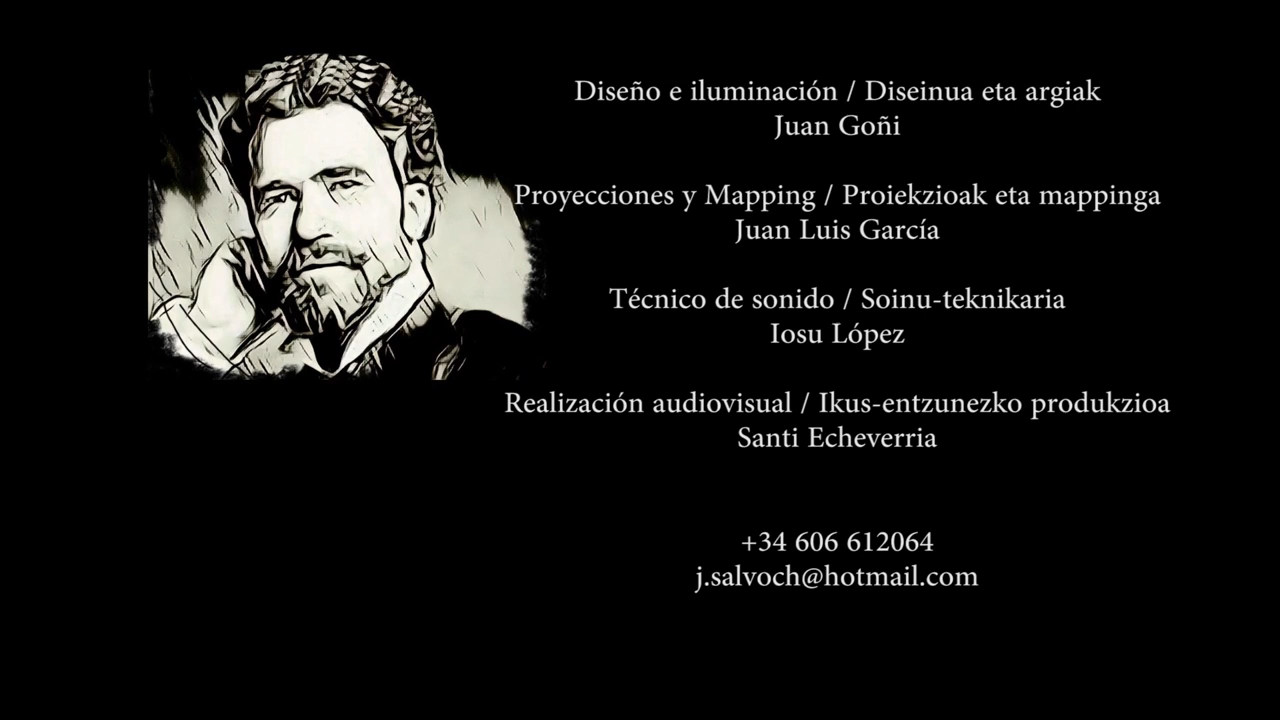 Diseño e iluminación / Diseinua eta argiak
Juan Goñi
Proyecciones y Mapping / Proiekzioak eta mappinga
Juan Luis García
Técnico de sonido / Soinu-teknikaria
Iosu López
Realización audiovisual / Ikus-entzunezko produkzioa
Santi Echeverria
+34 606 612064
j.salvoch@hotmail.com